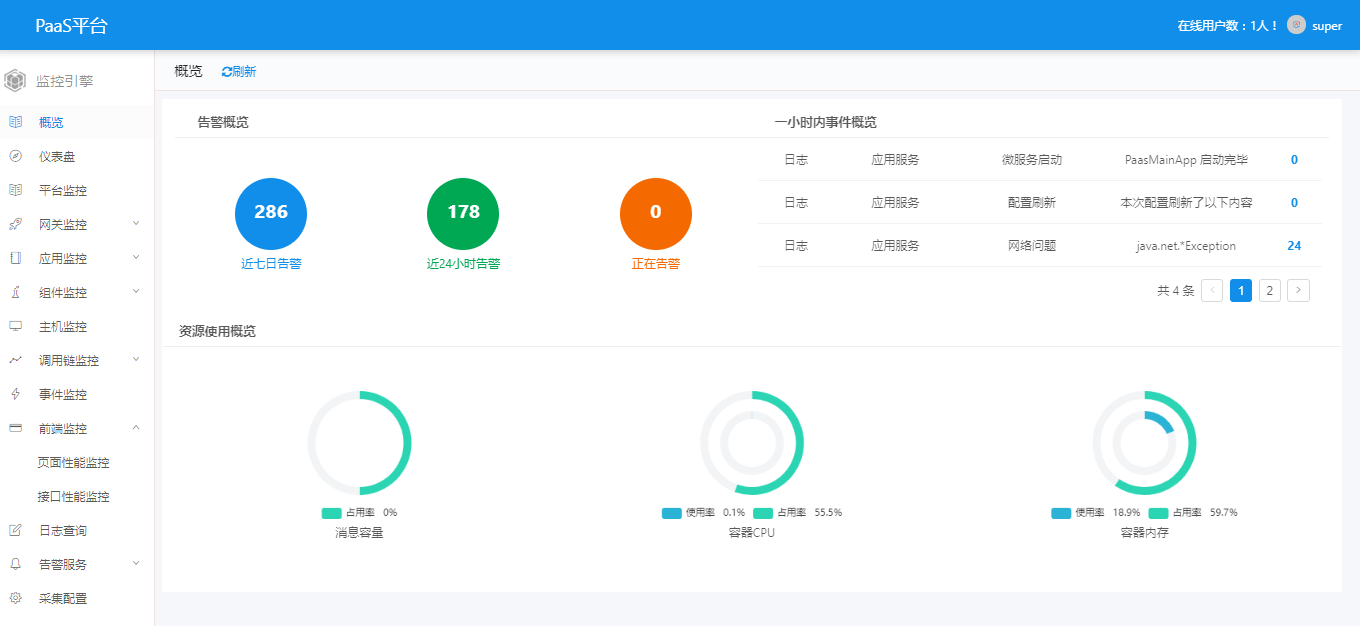 PaaS平台
在线用户数：1人！ super
监控引擎
概览
仪表盘
平台监控
网关监控
应用监控
组件监控
主机监控
调用链监控
事件监控
前端监控
页面性能监控
接口性能监控
日志查询
告警服务
采集配置
概览 刷新
告警概览
286
近七日告警
178
近24小时告警
0
正在告警
一小时内事件概览
日志 应用服务 微服务启动 PaasMainApp 启动完毕 0
日志 应用服务 配置刷新 本次配置刷新了以下内容 0
日志 应用服务 网络问题 java.net.*Exception 24
共 4 条 1 2
资源使用概览
占用率 0%
消息容量
使用率 0.1% 占用率 55.5%
容器CPU
使用率 18.9% 占用率 59.7%
容器内存